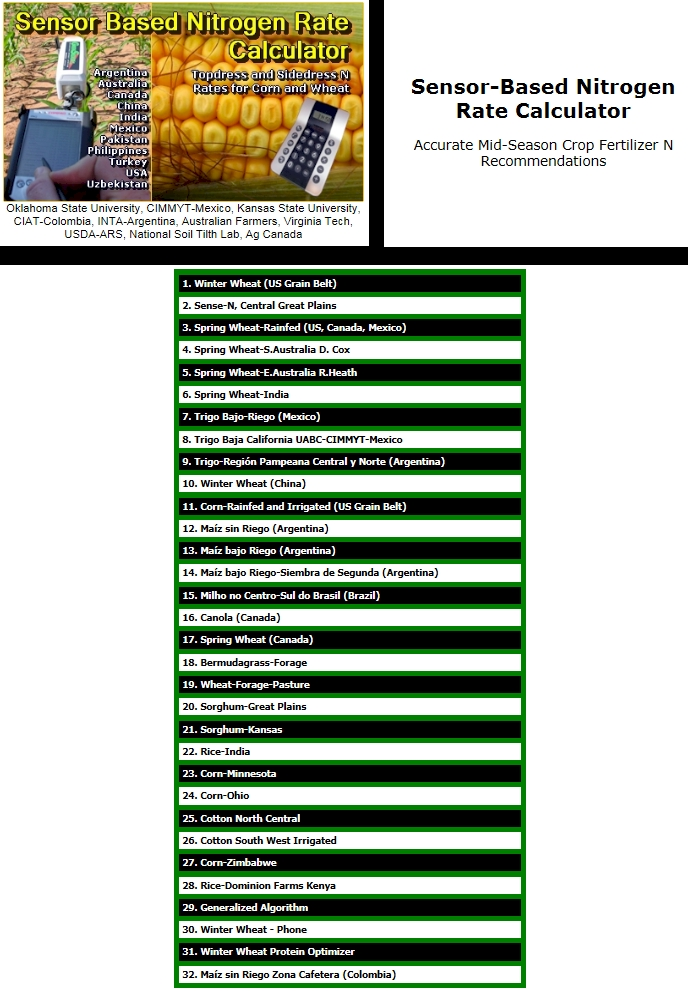 Sensor Based Nitrogen Rate
Calculator
Topdress and Sidedress N
Rates for Corn and Wheat
Argentina
Australia
Canada
China
India
Mexico
Pakistan
Philippines
Turkey
USA
Uzbekistan
Oklahoma State University, CIMMYT-Mexico, Kansas State University,
CIAT-Colombia, INTA-Argentina, Australian Farmers, Virginia Tech,
USDA-ARS, National Soil Tilth Lab, Ag Canada
Sensor-Based Nitrogen
Rate Calculator
Accurate Mid-Season Crop Fertilizer N
Recommendations
1. Winter Wheat (US Grain Belt)
2. Sense-N, Central Great Plains
3. Spring Wheat-Rainfed (US, Canada, Mexico)
4. Spring Wheat-S.Australia D. Cox
5. Spring Wheat-E.Australia R.Heath
6. Spring Wheat-India
7. Trigo Bajo-Riego (Mexico)
8. Trigo Baja California UABC-CIMMYT-Mexico
9. Trigo-Región Pampeana Central y Norte (Argentina)
10. Winter Wheat (China)
11. Corn-Rainfed and Irrigated (US Grain Belt)
12. Maíz sin Riego (Argentina)
13. Maíz bajo Riego (Argentina)
14. Maíz bajo Riego-Siembra de Segunda (Argentina)
15. Milho no Centro-Sul do Brasil (Brazil)
16. Canola (Canada)
17. Spring Wheat (Canada)
18. Bermudagrass-Forage
19. Wheat-Forage-Pasture
20. Sorghum-Great Plains
21. Sorghum-Kansas
22. Rice-India
23. Corn-Minnesota
24. Corn-Ohio
25. Cotton North Central
26. Cotton South West Irrigated
27. Corn-Zimbabwe
28. Rice-Dominion Farms Kenya
29. Generalized Algorithm
30. Winter Wheat - Phone
31. Winter Wheat Protein Optimizer
32. Maíz sin Riego Zona Cafetera (Colombia)